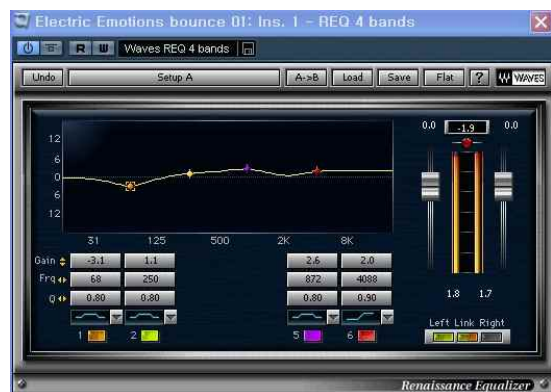 Electric Emotions bounce 01: Ins. 1 - REQ 4 bands
R W Waves REQ 4 bands
Undo Setup A A->B Load Save Flat ? WAVES
0.0 -1.9 0.0
12
6
0
6
12
31 125 500 2K 8K
Gain -3.1 1.1 2.6 2.0
Frq 68 250 872 4088
Q 0.80 0.80 0.80 0.90
1.8 1.7
Left Link Right
1 2 5 6
Renaissance Equalizer